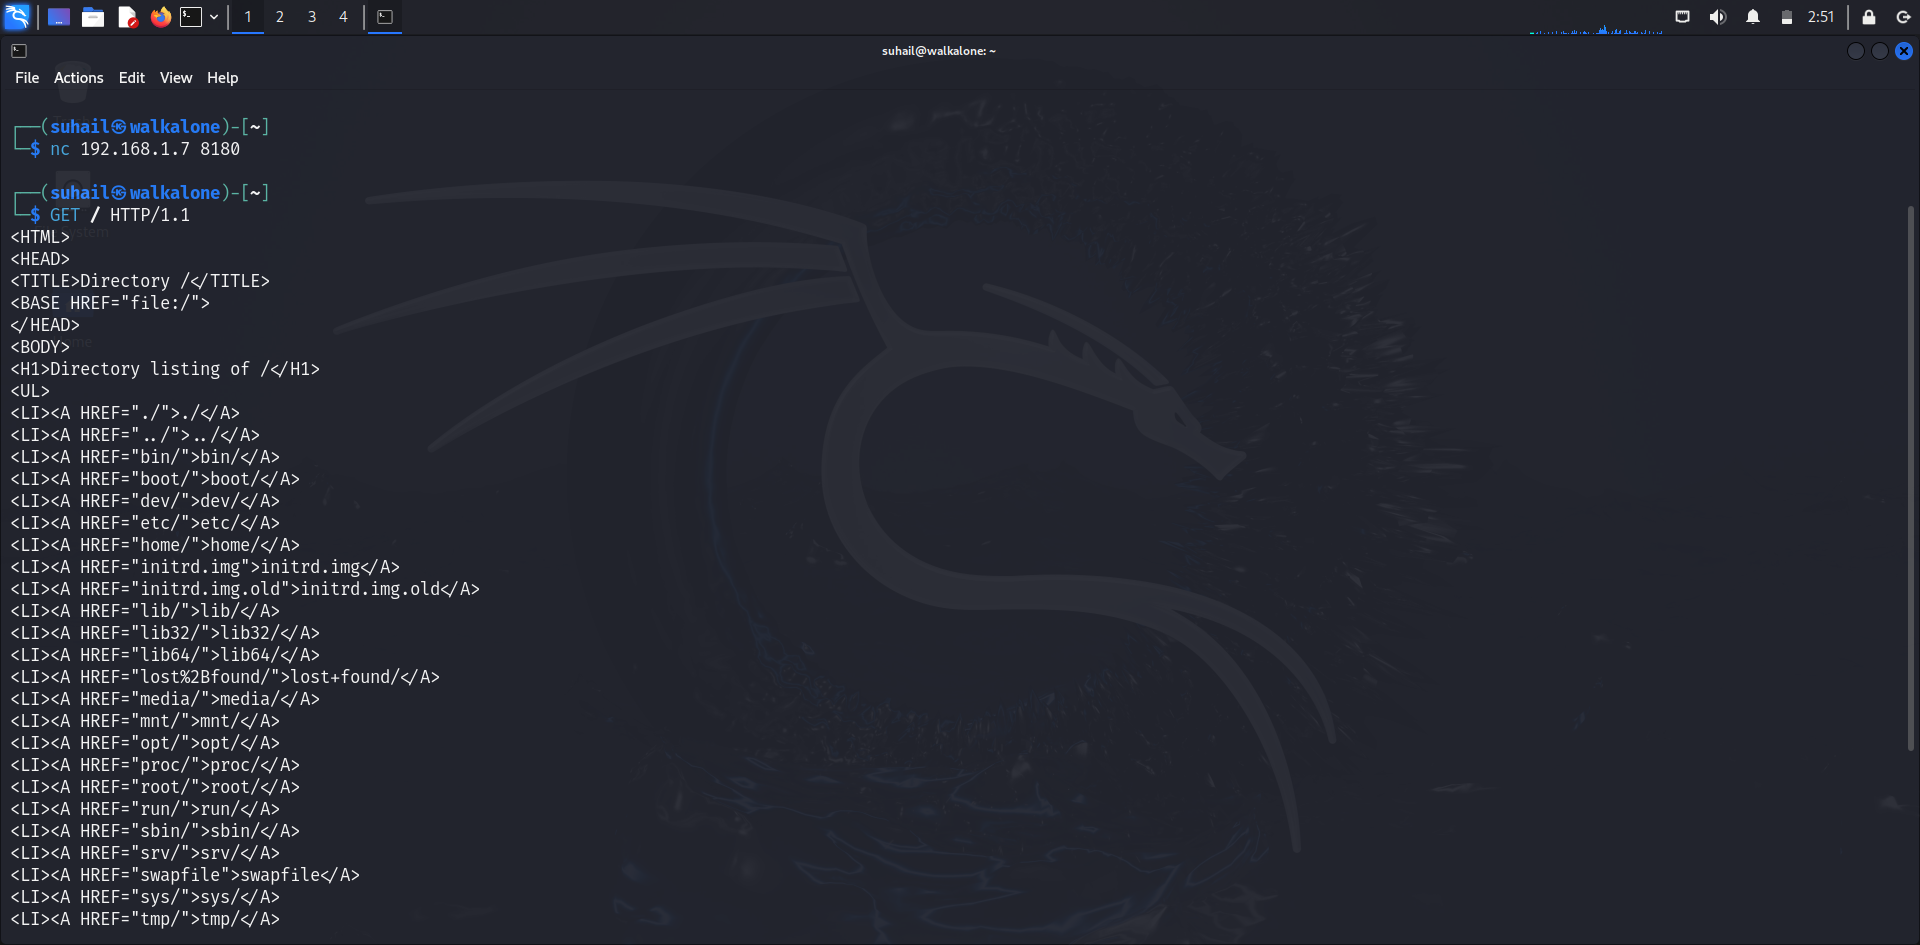 1 2 3 4 2:51
suhail@walkalone: ~
File Actions Edit View Help
┌──(suhail㉿walkalone)-[~]
└─$ nc 192.168.1.7 8180
┌──(suhail㉿walkalone)-[~]
└─$ GET / HTTP/1.1
<HTML>
<HEAD>
<TITLE>Directory /</TITLE>
<BASE HREF="file:/">
</HEAD>
<BODY>
<H1>Directory listing of /</H1>
<UL>
<LI><A HREF="./">./</A>
<LI><A HREF="../">../</A>
<LI><A HREF="bin/">bin/</A>
<LI><A HREF="boot/">boot/</A>
<LI><A HREF="dev/">dev/</A>
<LI><A HREF="etc/">etc/</A>
<LI><A HREF="home/">home/</A>
<LI><A HREF="initrd.img">initrd.img</A>
<LI><A HREF="initrd.img.old">initrd.img.old</A>
<LI><A HREF="lib/">lib/</A>
<LI><A HREF="lib32/">lib32/</A>
<LI><A HREF="lib64/">lib64/</A>
<LI><A HREF="lost%2Bfound/">lost+found/</A>
<LI><A HREF="media/">media/</A>
<LI><A HREF="mnt/">mnt/</A>
<LI><A HREF="opt/">opt/</A>
<LI><A HREF="proc/">proc/</A>
<LI><A HREF="root/">root/</A>
<LI><A HREF="run/">run/</A>
<LI><A HREF="sbin/">sbin/</A>
<LI><A HREF="srv/">srv/</A>
<LI><A HREF="swapfile">swapfile</A>
<LI><A HREF="sys/">sys/</A>
<LI><A HREF="tmp/">tmp/</A>